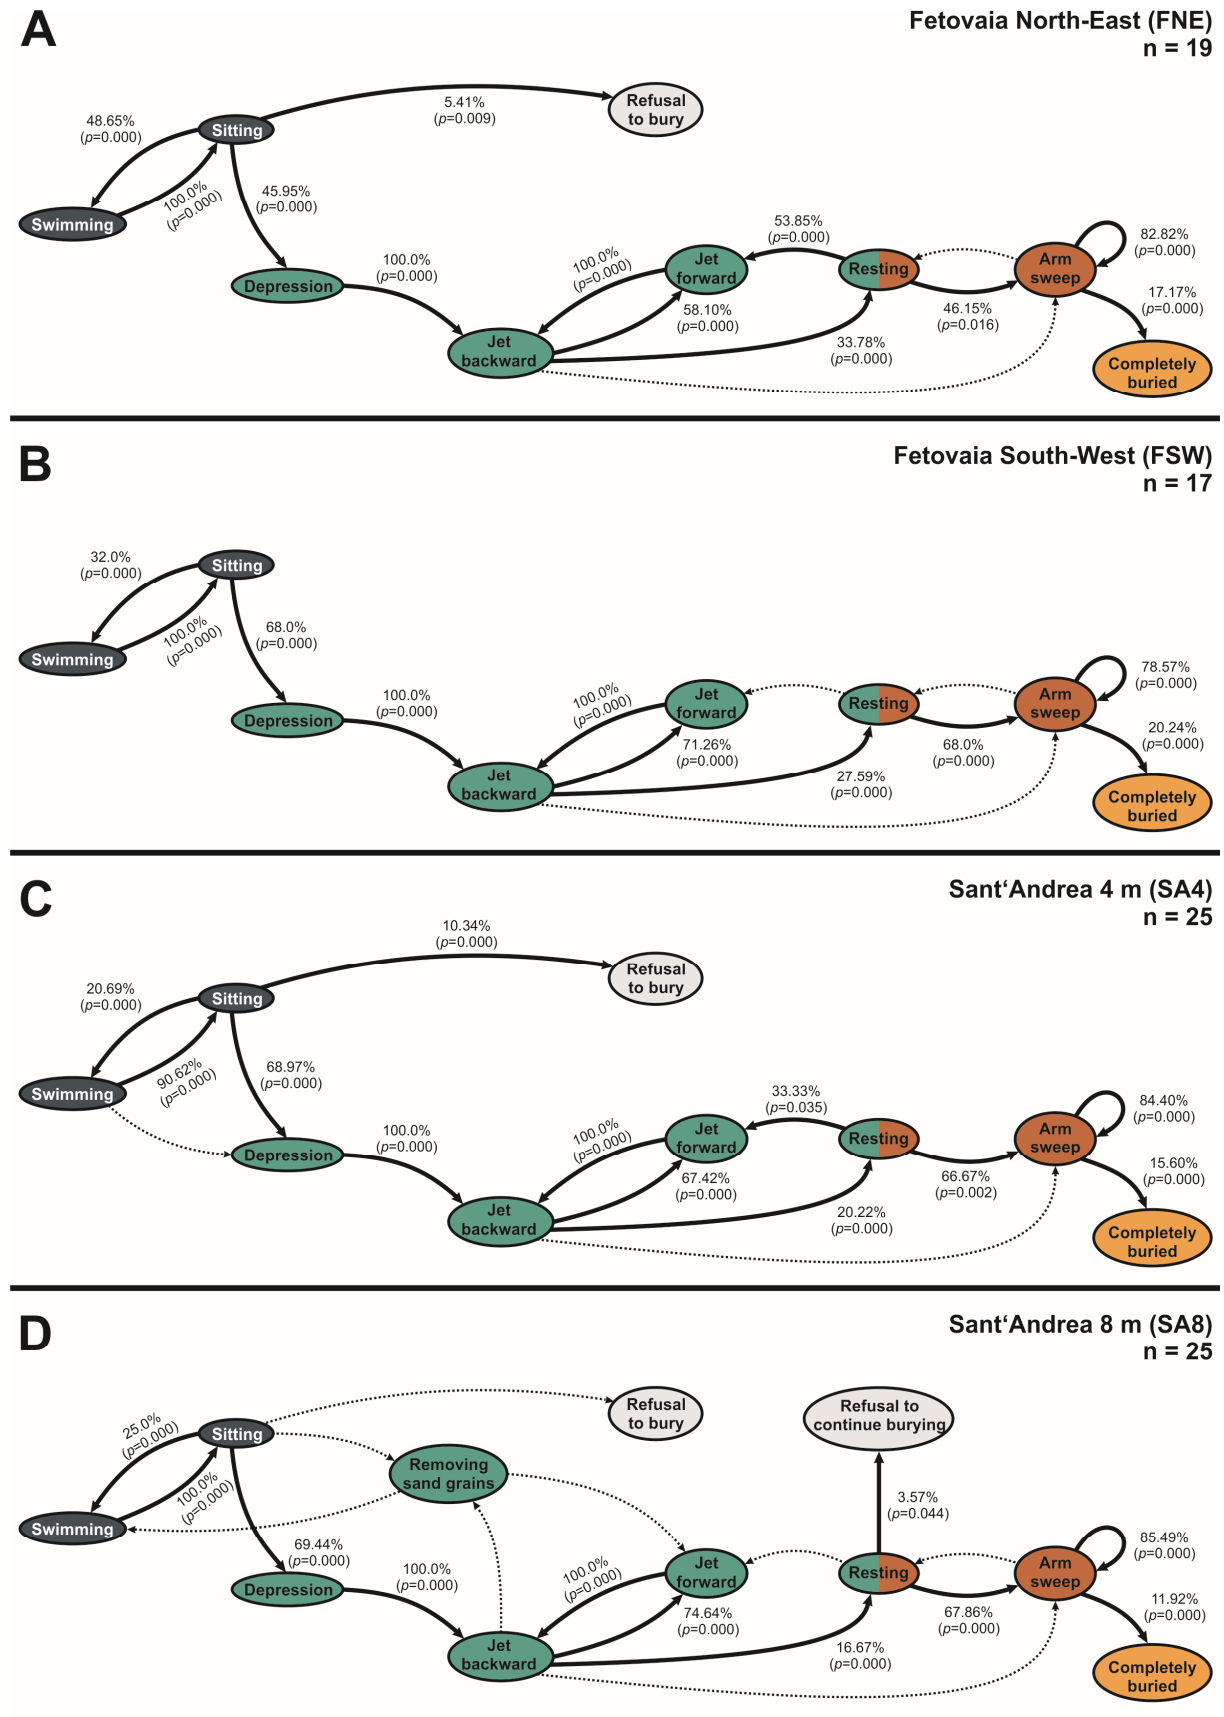 A
Fetovaia North-East (FNE)
n = 19
5.41%
(p=0.009)
Refusal
to bury
48.65%
(p=0.000)
Sitting
100.0%
(p=0.000)
45.95%
(p=0.000)
Swimming
Depression
100.0%
(p=0.000)
100.0%
(p=0.000)
Jet
forward
53.85%
(p=0.000)
Resting
Arm
sweep
82.82%
(p=0.000)
17.17%
(p=0.000)
58.10%
(p=0.000)
46.15%
(p=0.016)
33.78%
(p=0.000)
Jet
backward
Completely
buried
B
Fetovaia South-West (FSW)
n = 17
32.0%
(p=0.000)
Sitting
100.0%
(p=0.000)
68.0%
(p=0.000)
Swimming
Depression
100.0%
(p=0.000)
100.0%
(p=0.000)
Jet
forward
Resting
Arm
sweep
78.57%
(p=0.000)
20.24%
(p=0.000)
71.26%
(p=0.000)
68.0%
(p=0.000)
27.59%
(p=0.000)
Jet
backward
Completely
buried
C
Sant‘Andrea 4 m (SA4)
n = 25
10.34%
(p=0.000)
Refusal
to bury
20.69%
(p=0.000)
Sitting
90.62%
(p=0.000)
68.97%
(p=0.000)
Swimming
Depression
100.0%
(p=0.000)
100.0%
(p=0.000)
Jet
forward
33.33%
(p=0.035)
Resting
Arm
sweep
84.40%
(p=0.000)
15.60%
(p=0.000)
67.42%
(p=0.000)
66.67%
(p=0.002)
20.22%
(p=0.000)
Jet
backward
Completely
buried
D
Sant‘Andrea 8 m (SA8)
n = 25
Refusal
to bury
Refusal to
continue burying
25.0%
(p=0.000)
Sitting
100.0%
(p=0.000)
Removing
sand grains
3.57%
(p=0.044)
Swimming
69.44%
(p=0.000)
Depression
100.0%
(p=0.000)
100.0%
(p=0.000)
Jet
forward
Resting
Arm
sweep
85.49%
(p=0.000)
11.92%
(p=0.000)
74.64%
(p=0.000)
67.86%
(p=0.000)
16.67%
(p=0.000)
Jet
backward
Completely
buried